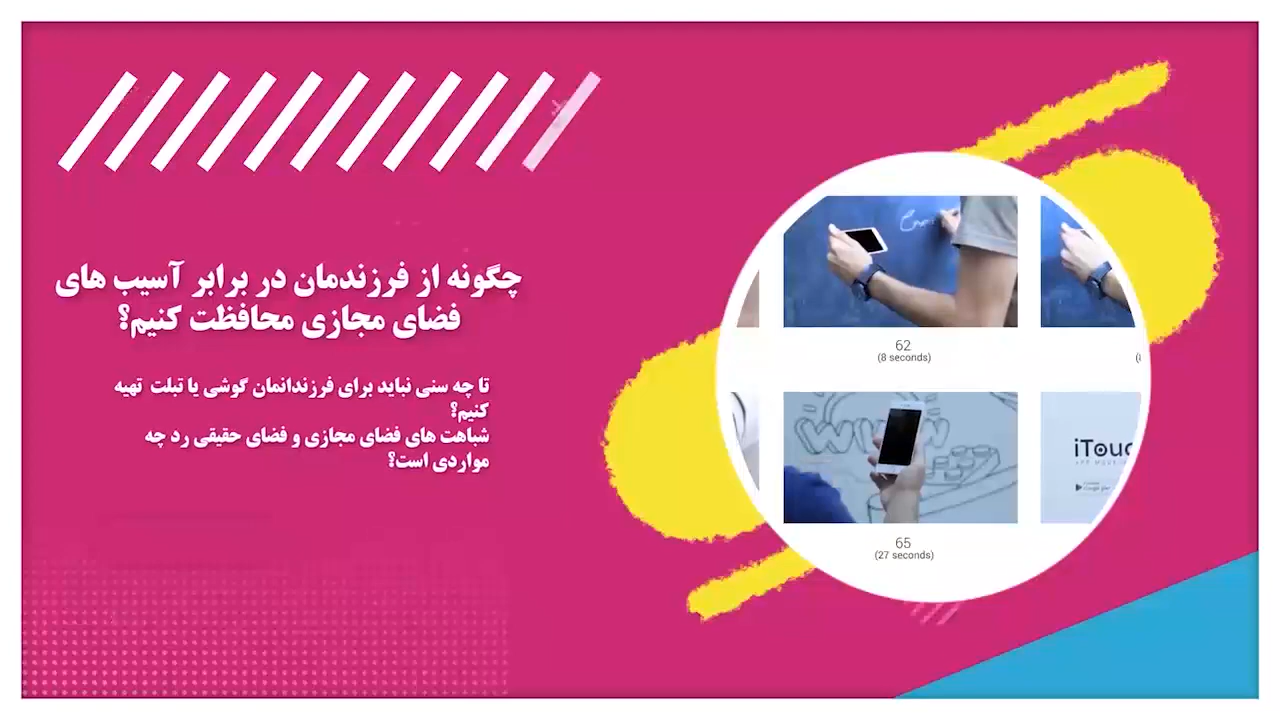 چگونه از فرزندمان در برابر آسیب های
فضای مجازی محافظت کنیم؟
تا چه سنی نباید برای فرزندانمان گوشی یا تبلت تهیه
کنیم؟
شباهت های فضای مجازی و فضای حقیقی رد چه
مواردی است؟
62
(8 seconds)
65
(27 seconds)
www
iTouc